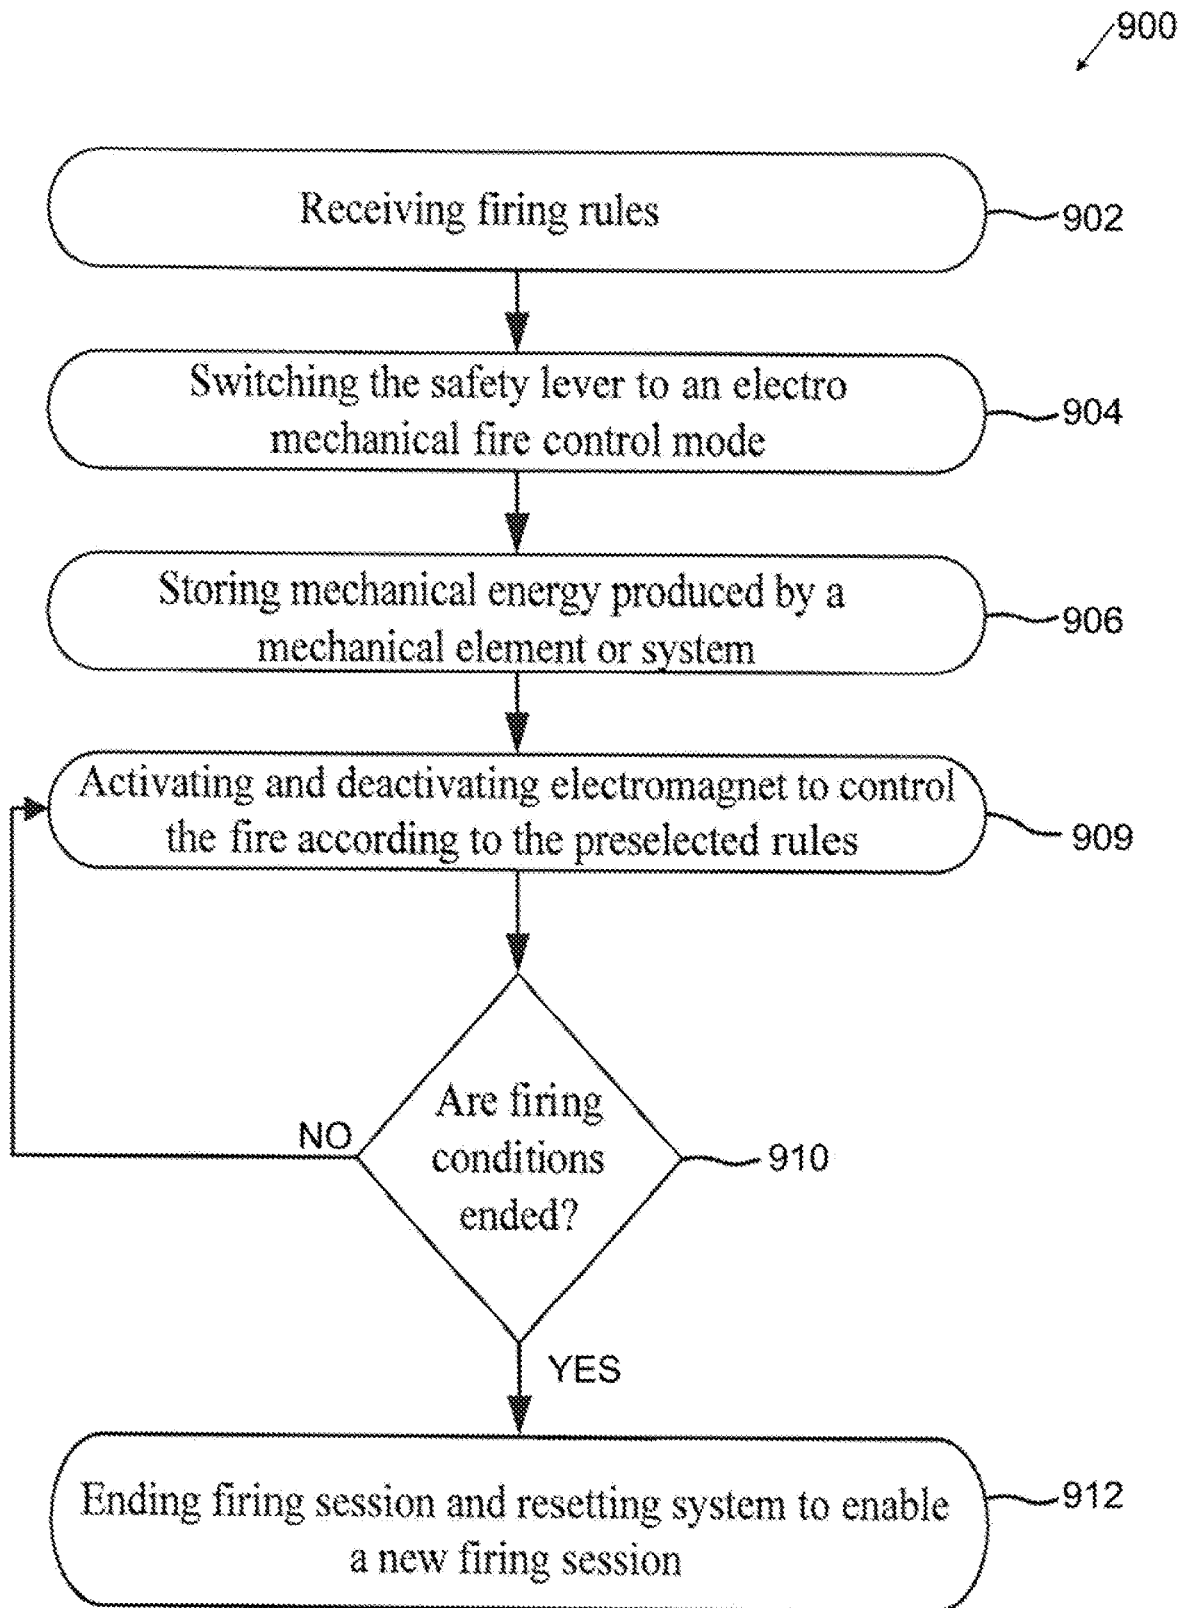 900
Receiving firing rules
902
Switching the safety lever to an electro
mechanical fire control mode
904
Storing mechanical energy produced by a
mechanical element or system
906
Activating and deactivating electromagnet to control
the fire according to the preselected rules
909
Are firing
conditions
ended?
910
NO
YES
Ending firing session and resetting system to enable
a new firing session
912